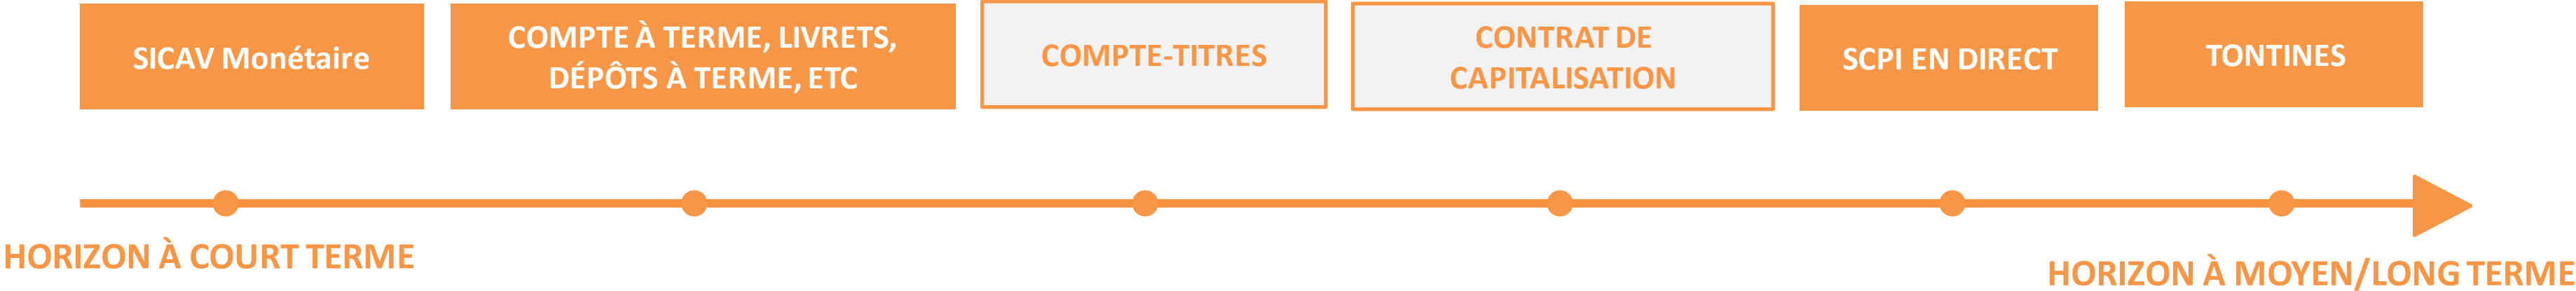 SICAV Monétaire
COMPTE À TERME, LIVRETS,
DÉPÔTS À TERME, ETC
COMPTE-TITRES
CONTRAT DE
CAPITALISATION
SCPI EN DIRECT
TONTINES
HORIZON À COURT TERME
HORIZON À MOYEN/LONG TERME